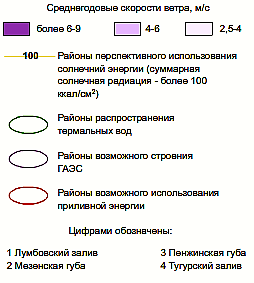 Среднегодовые скорости ветра, м/с
более 6-9 4-6 2,5-4
100 Районы перспективного использования
солнечний энергии (суммарная
солнечная радиация - более 100
ккал/см2)
Районы распространения
термальных вод
Районы возможного строения
ГАЭС
Районы возможного использования
приливной энергии
Цифрами обозначены:
1 Лумбовский залив 3 Пенжинская губа
2 Мезенская губа 4 Тугурский залив